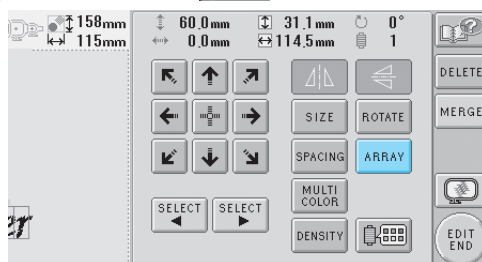 158mm 60.0mm 31.1mm 0°
115mm 0.0mm 114.5mm 1
DELETE
SIZE ROTATE MERGE
SPACING ARRAY
MULTI
COLOR
SELECT SELECT
DENSITY
EDIT
END
er